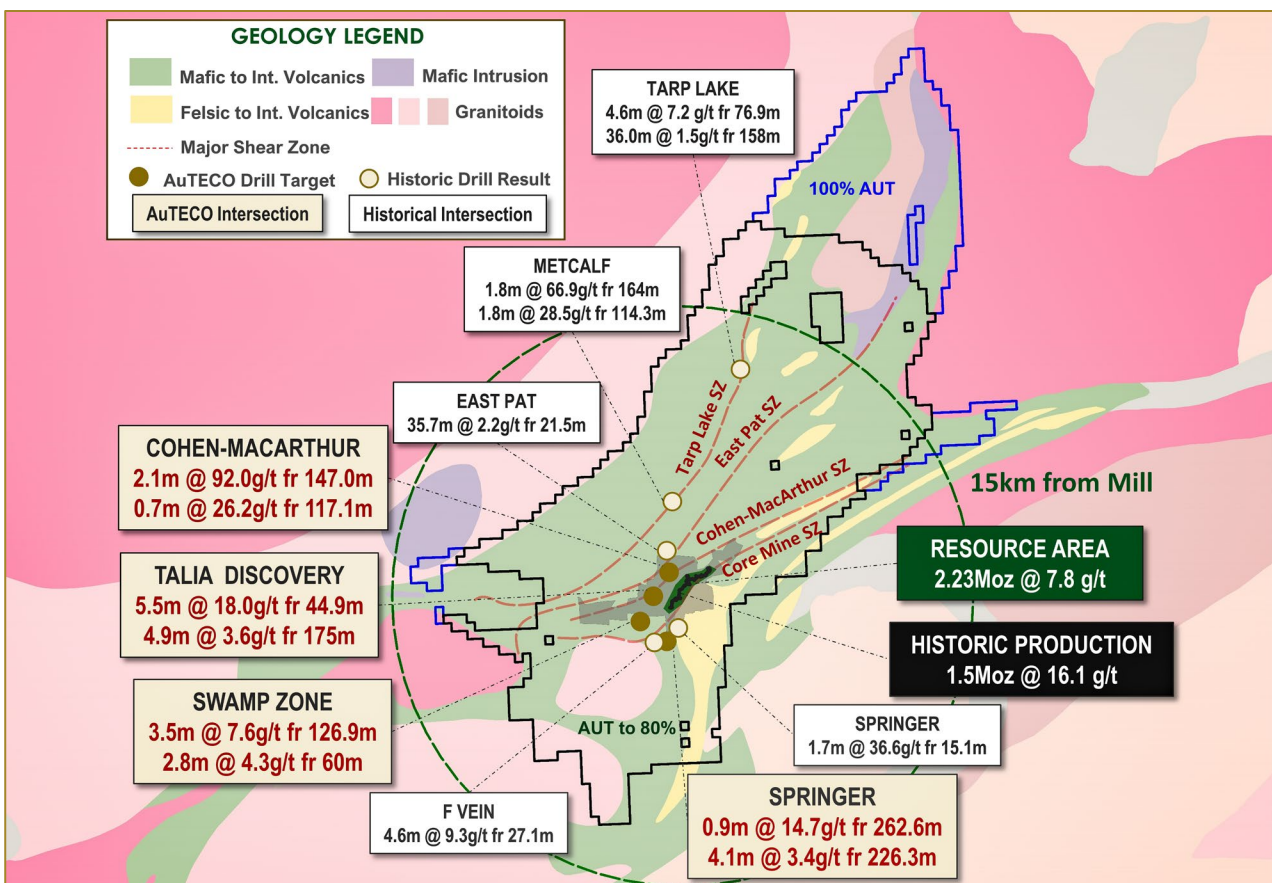 GEOLOGY LEGEND
Mafic to Int. Volcanics
Mafic Intrusion
Felsic to Int. Volcanics
Granitoids
Major Shear Zone
AuTECO Drill Target
Historic Drill Result
AuTECO Intersection
Historical Intersection
TARP LAKE
4.6m @ 7.2 g/t fr 76.9m
36.0m @ 1.5g/t fr 158m
100% AUT
METCALF
1.8m @ 66.9g/t fr 164m
1.8m @ 28.5g/t fr 114.3m
EAST PAT
35.7m @ 2.2g/t fr 21.5m
Tarp Lake SZ
East Pat SZ
Cohen-MacArthur SZ
Core Mine SZ
15km from Mill
COHEN-MACARTHUR
2.1m @ 92.0g/t fr 147.0m
0.7m @ 26.2g/t fr 117.1m
RESOURCE AREA
2.23Moz @ 7.8 g/t
TALIA DISCOVERY
5.5m @ 18.0g/t fr 44.9m
4.9m @ 3.6g/t fr 175m
HISTORIC PRODUCTION
1.5Moz @ 16.1 g/t
SWAMP ZONE
3.5m @ 7.6g/t fr 126.9m
2.8m @ 4.3g/t fr 60m
AUT to 80%
SPRINGER
1.7m @ 36.6g/t fr 15.1m
F VEIN
4.6m @ 9.3g/t fr 27.1m
SPRINGER
0.9m @ 14.7g/t fr 262.6m
4.1m @ 3.4g/t fr 226.3m